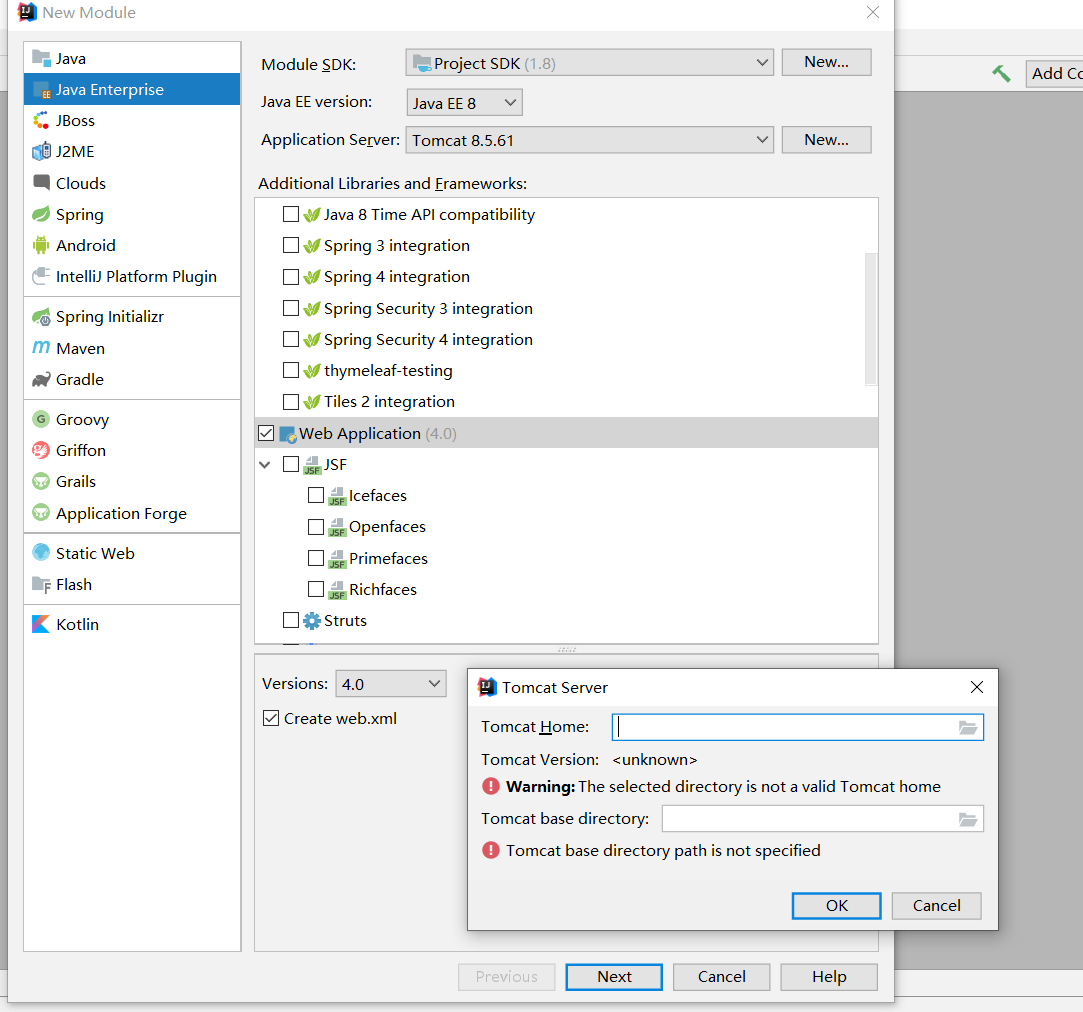 New Module
Java
Java Enterprise
JBoss
J2ME
Clouds
Spring
Android
IntelliJ Platform Plugin
Spring Initializr
Maven
Gradle
Groovy
Griffon
Grails
Application Forge
Static Web
Flash
Kotlin
Module SDK: Project SDK (1.8) New...
Java EE version: Java EE 8
Application Server: Tomcat 8.5.61 New...
Additional Libraries and Frameworks:
Java 8 Time API compatibility
Spring 3 integration
Spring 4 integration
Spring Security 3 integration
Spring Security 4 integration
thymeleaf-testing
Tiles 2 integration
Web Application (4.0)
JSF
Icefaces
Openfaces
Primefaces
Richfaces
Struts
Versions: 4.0
Create web.xml
Tomcat Server
Tomcat Home:
Tomcat Version: <unknown>
Warning: The selected directory is not a valid Tomcat home
Tomcat base directory:
Tomcat base directory path is not specified
OK Cancel
Previous Next Cancel Help
Add